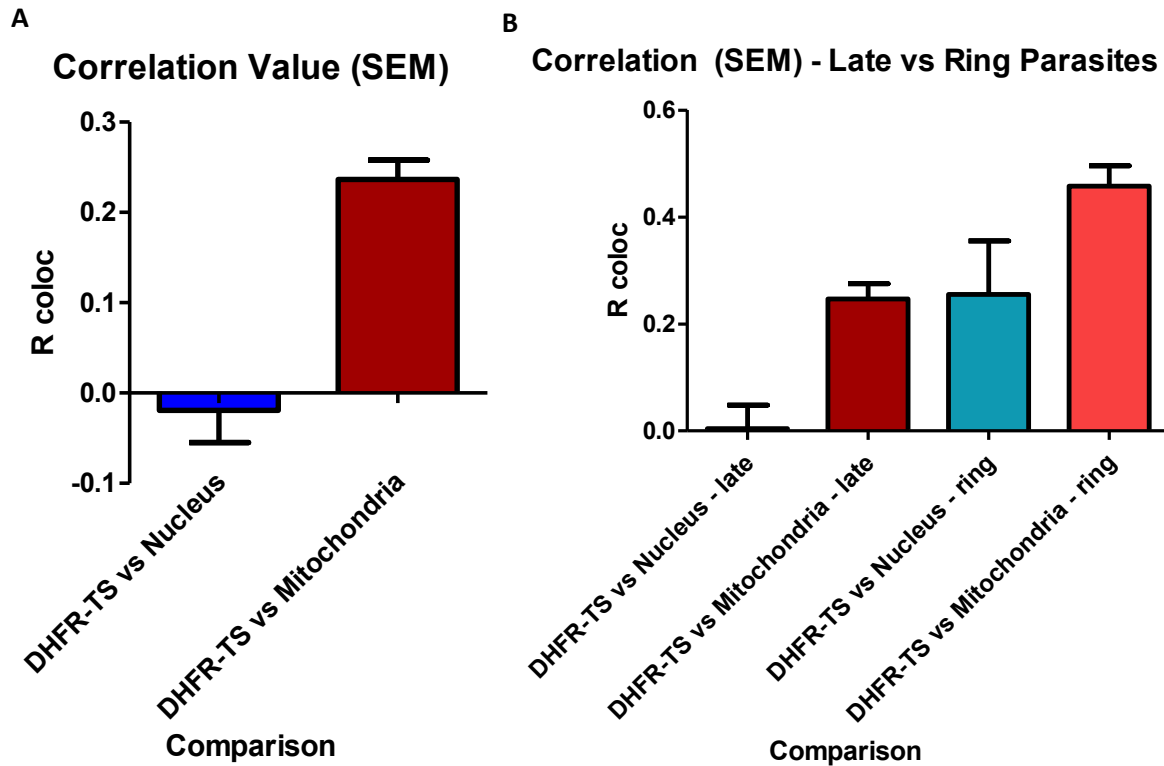 A
Correlation Value (SEM)
R coloc
0.3
0.2
0.1
0.0
-0.1
DHFR-TS vs Nucleus
DHFR-TS vs Mitochondria
Comparison
B
Correlation (SEM) - Late vs Ring Parasites
R coloc
0.6
0.4
0.2
0.0
DHFR-TS vs Nucleus - late
DHFR-TS vs Mitochondria - late
DHFR-TS vs Nucleus - ring
DHFR-TS vs Mitochondria - ring
Comparison